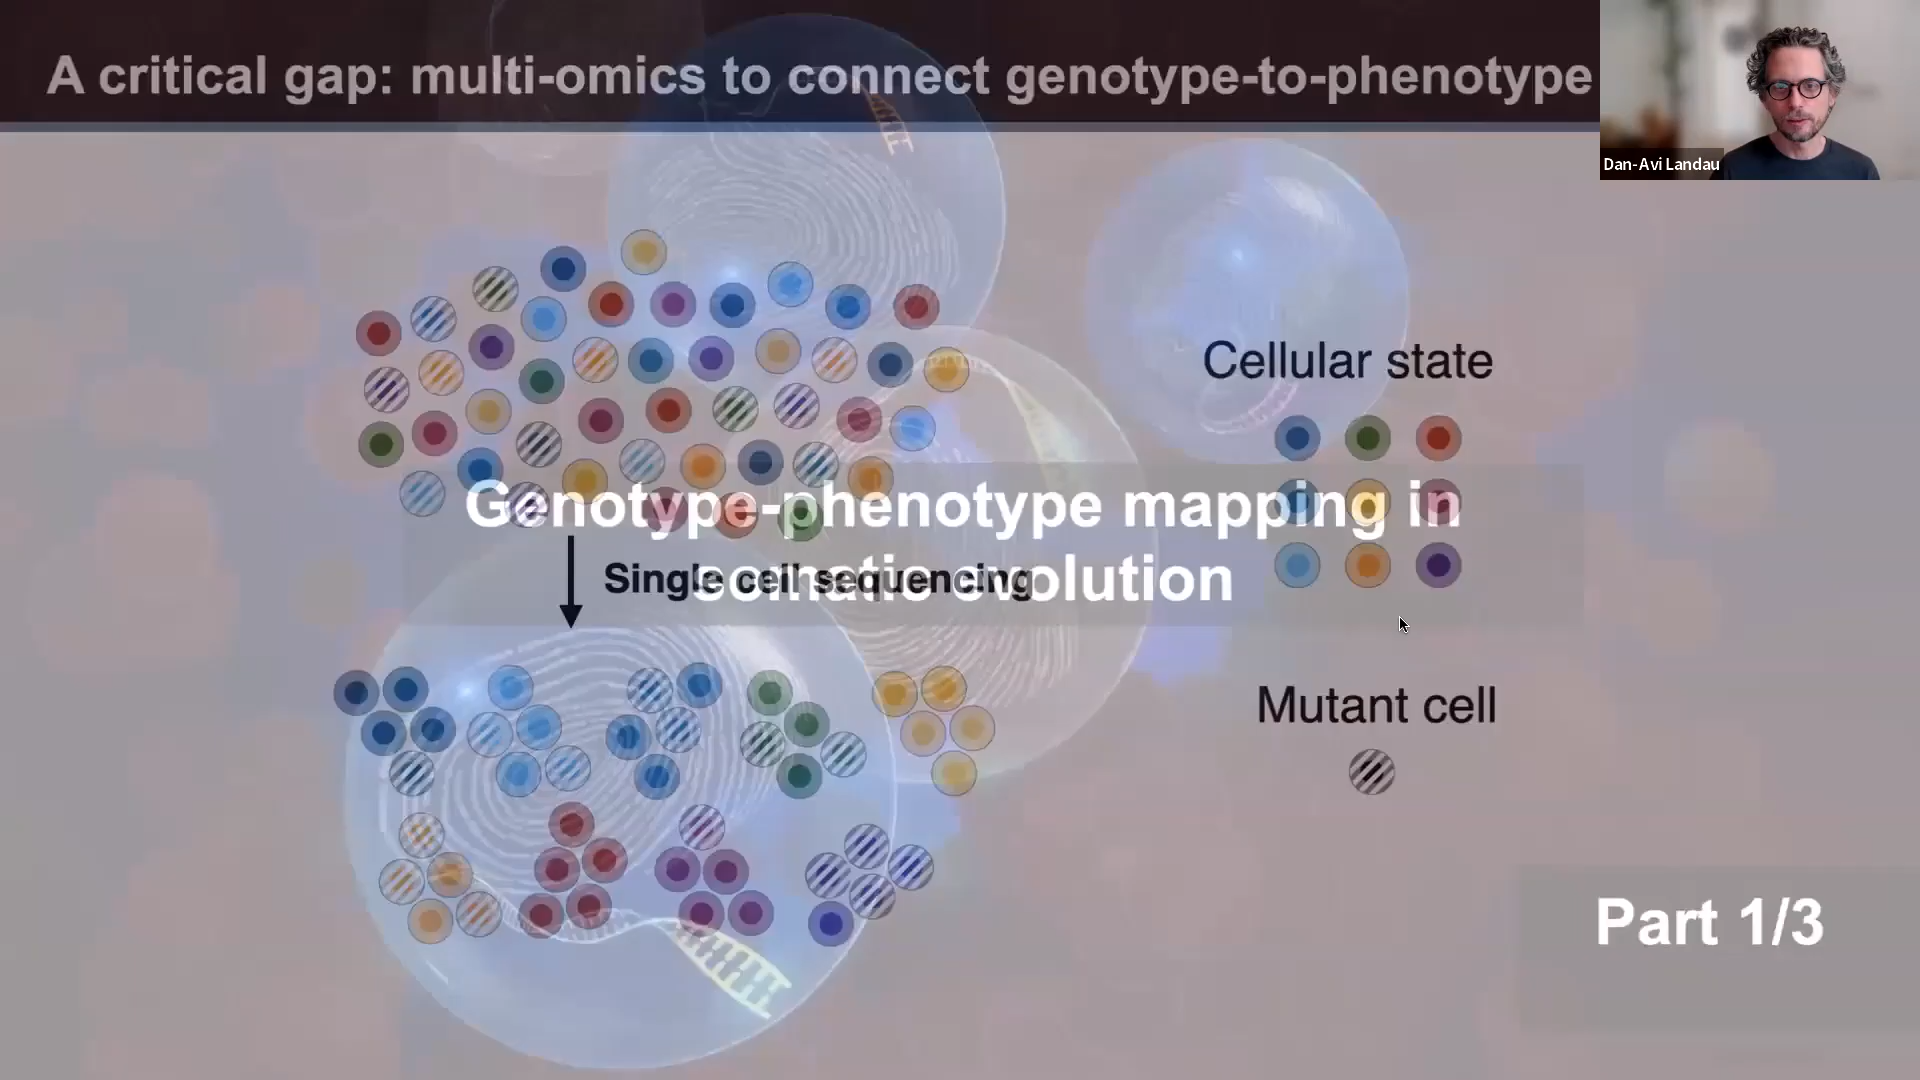 A critical gap: multi-omics to connect genotype-to-phenotype
Dan-Avi Landau
Cellular state
Genotype-phenotype mapping in
somatic evolution
Single cell sequencing
Mutant cell
Part 1/3